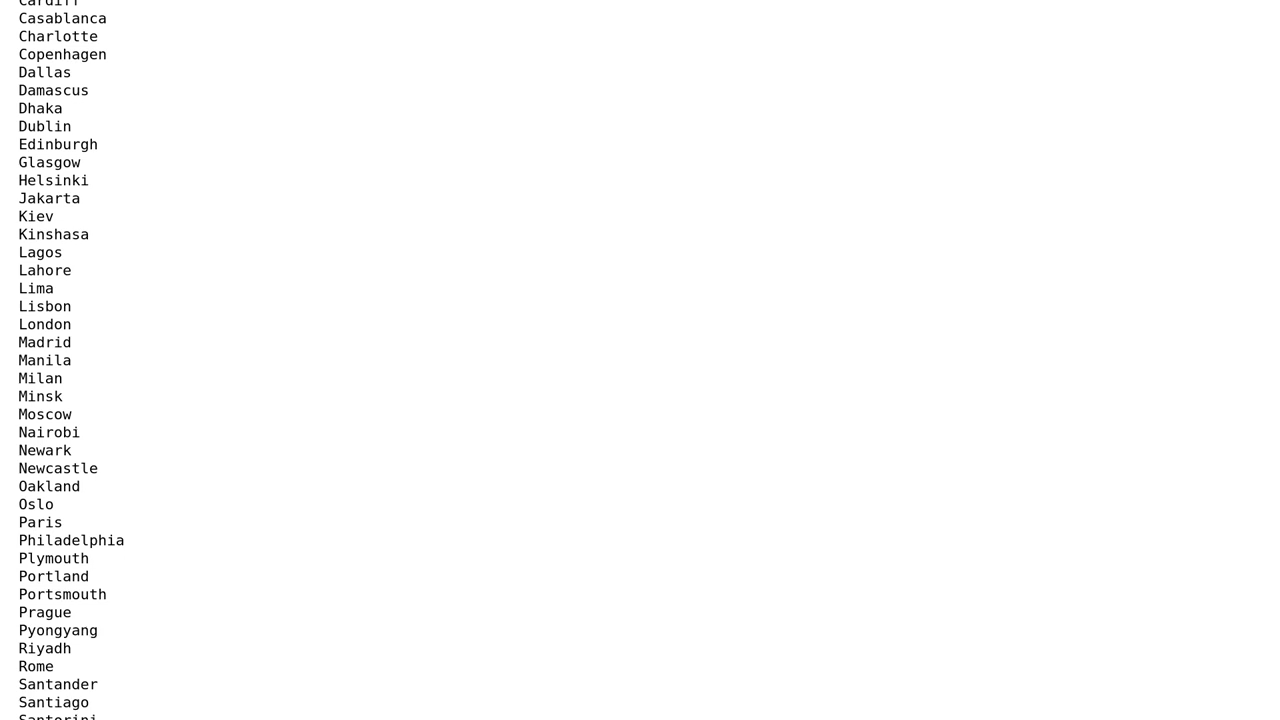 Cardiff
Casablanca
Charlotte
Copenhagen
Dallas
Damascus
Dhaka
Dublin
Edinburgh
Glasgow
Helsinki
Jakarta
Kiev
Kinshasa
Lagos
Lahore
Lima
Lisbon
London
Madrid
Manila
Milan
Minsk
Moscow
Nairobi
Newark
Newcastle
Oakland
Oslo
Paris
Philadelphia
Plymouth
Portland
Portsmouth
Prague
Pyongyang
Riyadh
Rome
Santander
Santiago
Santorini